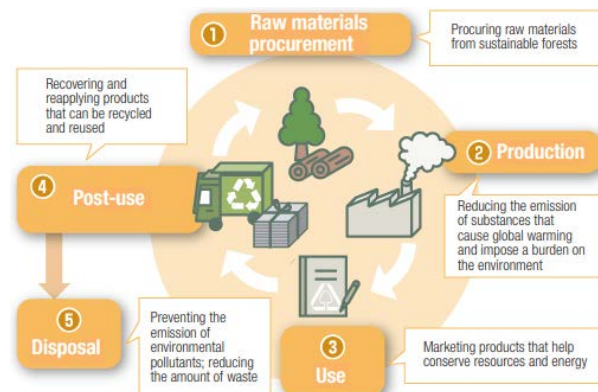 1 Raw materials
procurement
Procuring raw materials
from sustainable forests
2 Production
Reducing the emission
of substances that
cause global warming
and impose a burden on
the environment
3
Use
Marketing products that help
conserve resources and energy
4
Post-use
Recovering and
reapplying products
that can be recycled
and reused
5
Disposal
Preventing the
emission of
environmental
pollutants; reducing
the amount of waste